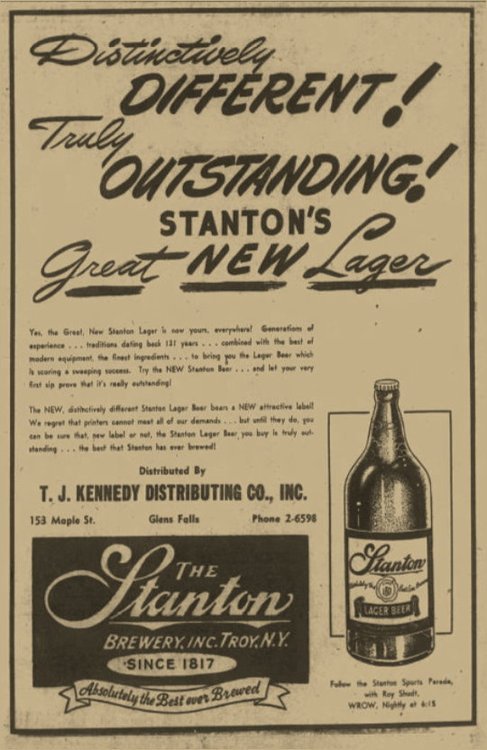 Distinctively
DIFFERENT!
Truly
OUTSTANDING!
STANTON'S
Great NEW Lager
Yes, the Great, New Stanton Lager is now yours, everywhere! Generations of
experience . . . traditions dating back 131 years . . . combined with the best of
modern equipment, the finest ingredients . . . to bring you the Lager Beer which
is scoring a sweeping success. Try the NEW Stanton Beer . . . and let your very
first sip prove that it's really outstanding!
The NEW, distinctively different Stanton Lager Beer bears a NEW attractive label!
We regret that printers cannot meet all of our demands . . . but until they do, you
can be sure that, new label or not, the Stanton Lager Beer you buy is truly out-
standing . . . the best that Stanton has ever brewed!
Distributed By
T. J. KENNEDY DISTRIBUTING CO., INC.
153 Maple St. Glens Falls Phone 2-6598
THE
Stanton
BREWERY, INC. TROY, N.Y.
SINCE 1817
Absolutely the Best ever Brewed
Stanton
LAGER BEER
Follow the Stanton Sports Parade,
with Roy Shudt,
WROW, Nightly at 6:15